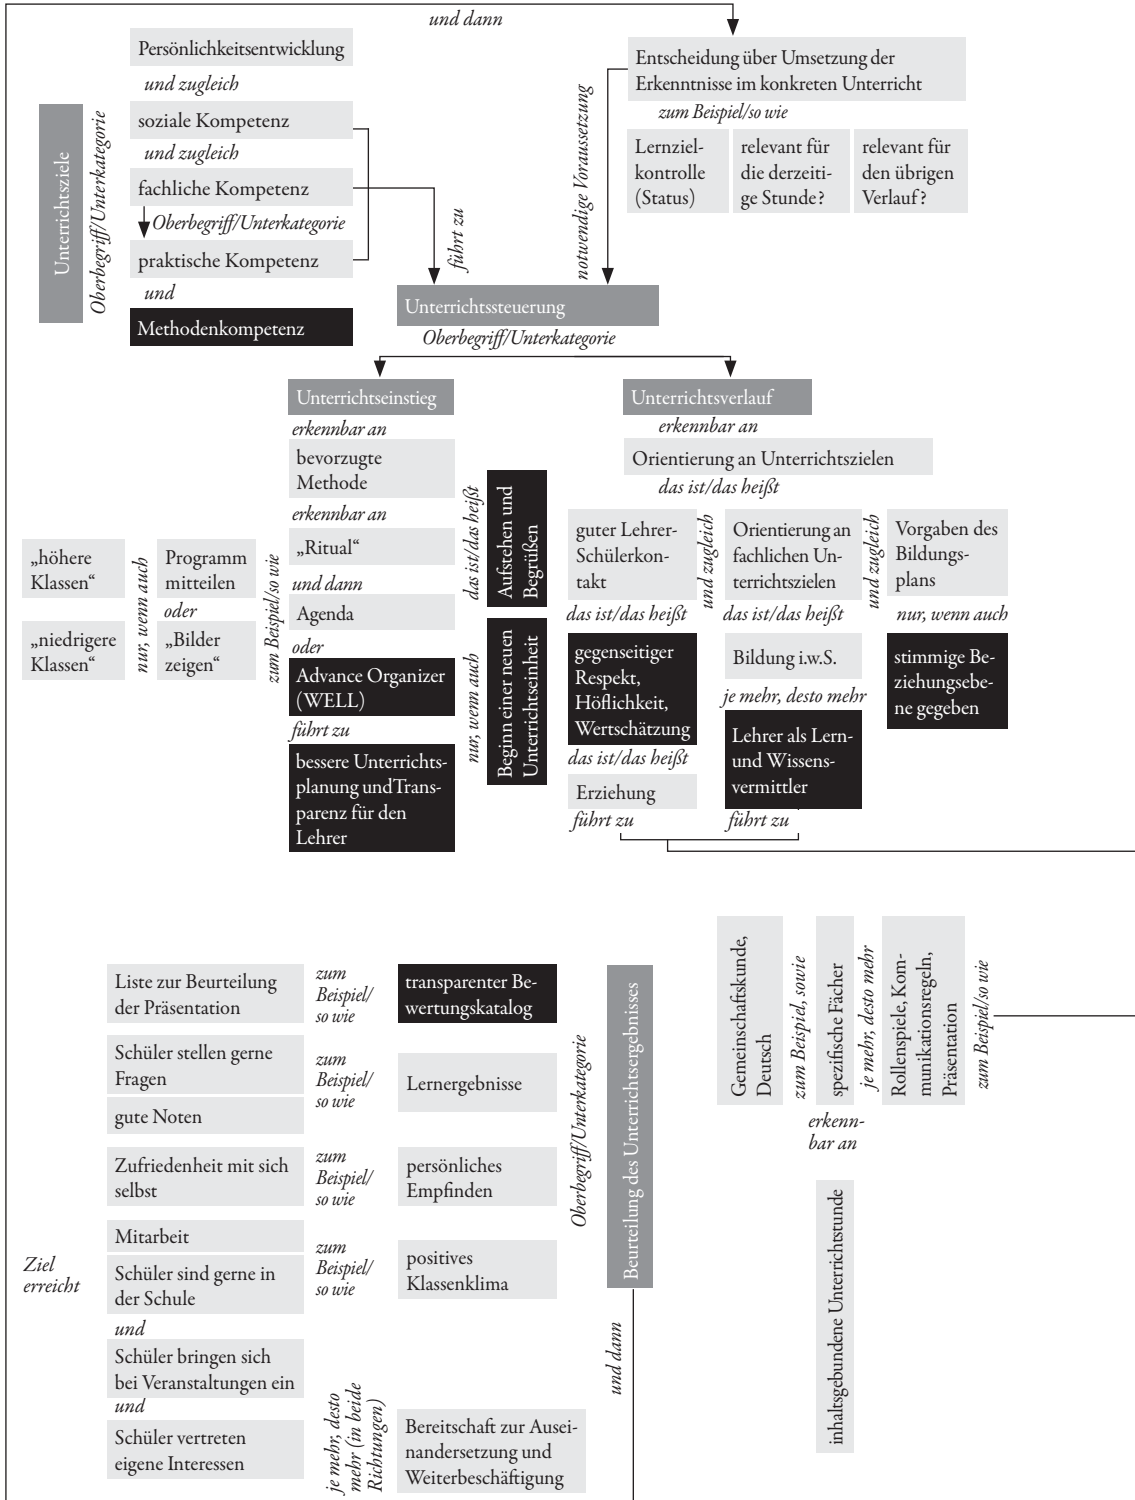 und dann
Persönlichkeitsentwicklung
und zugleich
soziale Kompetenz
und zugleich
fachliche Kompetenz
Oberbegriff/Unterkategorie
praktische Kompetenz
und
Methodenkompetenz
Unterrichtsziele
Oberbegriff/Unterkategorie
führt zu
Entscheidung über Umsetzung der
Erkenntnisse im konkreten Unterricht
zum Beispiel/so wie
Lernziel-
kontrolle
(Status)
relevant für
die derzeiti-
ge Stunde?
relevant für
den übrigen
Verlauf?
notwendige Voraussetzung
Unterrichtssteuerung
Oberbegriff/Unterkategorie
Unterrichtseinstieg
erkennbar an
bevorzugte
Methode
erkennbar an
„Ritual“
und dann
Agenda
oder
Advance Organizer
(WELL)
führt zu
bessere Unterrichts-
planung undTrans-
parenz für den
Lehrer
das ist/das heißt
Aufstehen und
Begrüßen
nur, wenn auch
Beginn einer neuen
Unterrichtseinheit
„höhere
Klassen“
„niedrigere
Klassen“
nur, wenn auch
Programm
mitteilen
oder
„Bilder
zeigen“
zum Beispiel/so wie
Unterrichtsverlauf
erkennbar an
Orientierung an Unterrichtszielen
das ist/das heißt
guter Lehrer-
Schülerkon-
takt
das ist/das heißt
gegenseitiger
Respekt,
Höflichkeit,
Wertschätzung
das ist/das heißt
Erziehung
führt zu
und zugleich
Orientierung an
fachlichen Un-
terrichtszielen
das ist/das heißt
Bildung i.w.S.
je mehr, desto mehr
Lehrer als Lern-
und Wissens-
vermittler
führt zu
und zugleich
Vorgaben des
Bildungs-
plans
nur, wenn auch
stimmige Be-
ziehungsebe-
ne gegeben
Ziel
erreicht
Liste zur Beurteilung
der Präsentation
zum
Beispiel/
so wie
transparenter Be-
wertungskatalog
Schüler stellen gerne
Fragen
gute Noten
zum
Beispiel/
so wie
Lernergebnisse
Zufriedenheit mit sich
selbst
zum
Beispiel/
so wie
persönliches
Empfinden
Mitarbeit
Schüler sind gerne in
der Schule
zum
Beispiel/
so wie
positives
Klassenklima
und
Schüler bringen sich
bei Veranstaltungen ein
und
Schüler vertreten
eigene Interessen
je mehr, desto
mehr (in beide
Richtungen)
Bereitschaft zur Ausei-
nandersetzung und
Weiterbeschäftigung
Oberbegriff/Unterkategorie
Beurteilung des Unterrichtsergebnisses
und dann
Gemeinschaftskunde,
Deutsch
zum Beispiel, sowie
spezifische Fächer
je mehr, desto mehr
Rollenspiele, Kom-
munikationsregeln,
Präsentation
zum Beispiel/so wie
erkenn-
bar an
inhaltsgebundene Unterrichtstunde